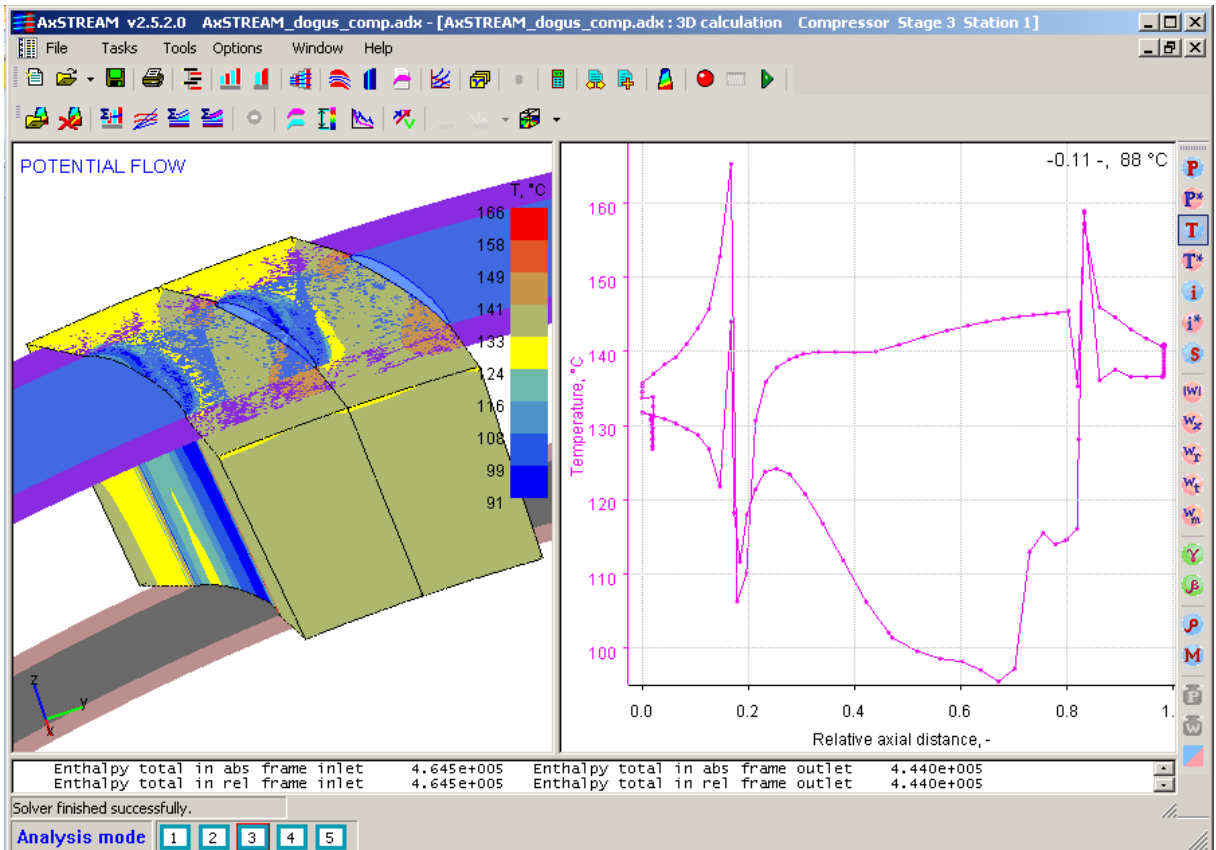 AxSTREAM v2.5.2.0 AxSTREAM_dogus_comp.adx - [AxSTREAM_dogus_comp.adx : 3D calculation Compressor Stage 3 Station 1]
File Tasks Tools Options Window Help
POTENTIAL FLOW
T, °C
166
158
149
141
133
124
116
108
99
91
z
y
x
-0.11 -, 88 °C
Temperature, °C
160
150
140
130
120
110
100
0.0 0.2 0.4 0.6 0.8 1.
Relative axial distance, -
P
P*
T
T*
i
i*
S
|W|
Wx
Wr
Wt
Wm
γ
β
ρ
M
P
W
Enthalpy total in abs frame inlet 4.645e+005 Enthalpy total in abs frame outlet 4.440e+005
Enthalpy total in rel frame inlet 4.645e+005 Enthalpy total in rel frame outlet 4.440e+005
Solver finished successfully.
Analysis mode 1 2 3 4 5